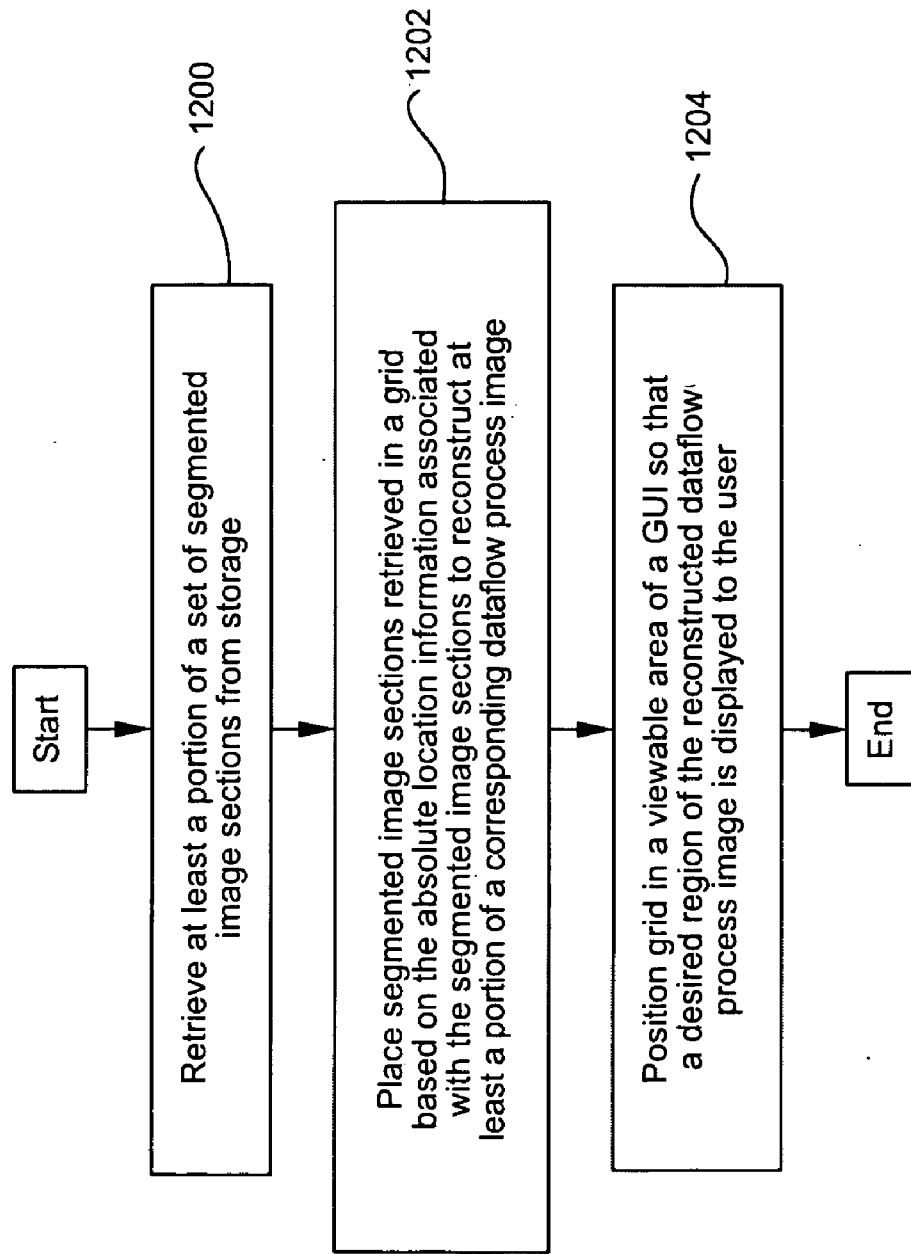 Start
Retrieve at least a portion of a set of segmented
image sections from storage
1200
Place segmented image sections retrieved in a grid
based on the absolute location information associated
with the segmented image sections to reconstruct at
least a portion of a corresponding dataflow process image
1202
Position grid in a viewable area of a GUI so that
a desired region of the reconstructed dataflow
process image is displayed to the user
1204
End